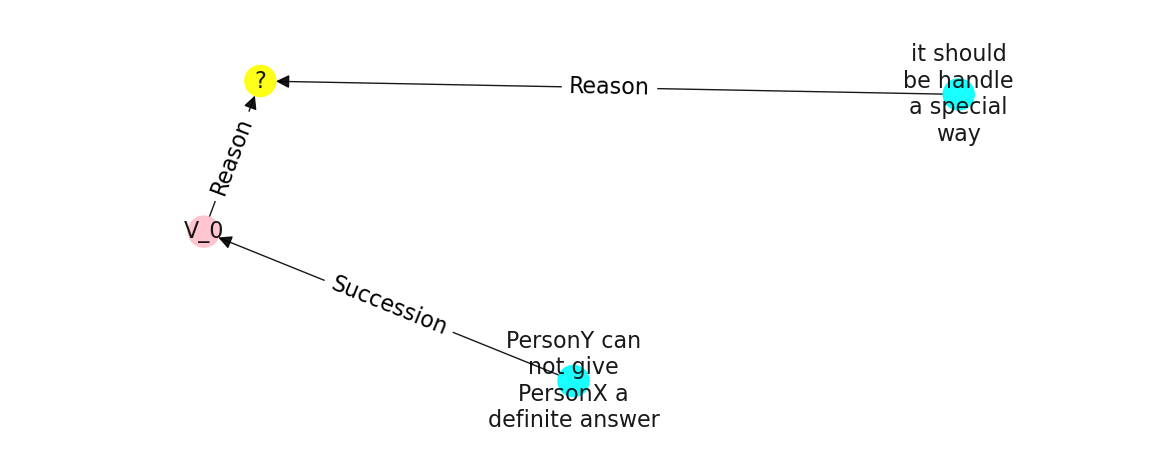 it should
be handle
a special
way
?
Reason
Reason
V_0
Succession
PersonY can
not give
PersonX a
definite answer